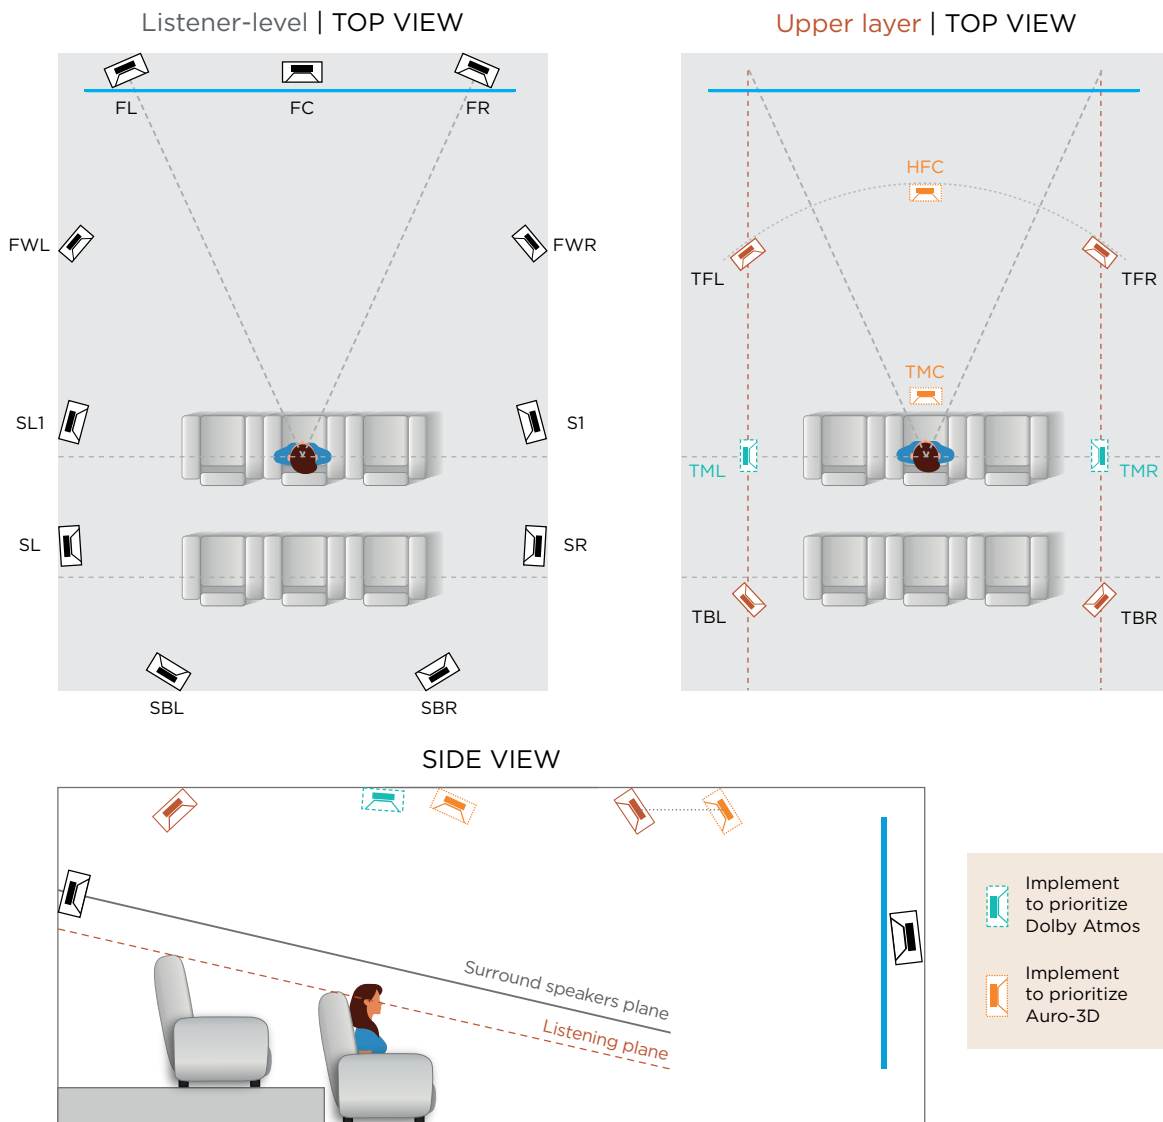 Listener-level | TOP VIEW
FL
FC
FR
FWL
FWR
SL1
S1
SL
SR
SBL
SBR
Upper layer | TOP VIEW
HFC
TFL
TFR
TMC
TML
TMR
TBL
TBR
SIDE VIEW
Surround speakers plane
Listening plane
Implement
to prioritize
Dolby Atmos
Implement
to prioritize
Auro-3D